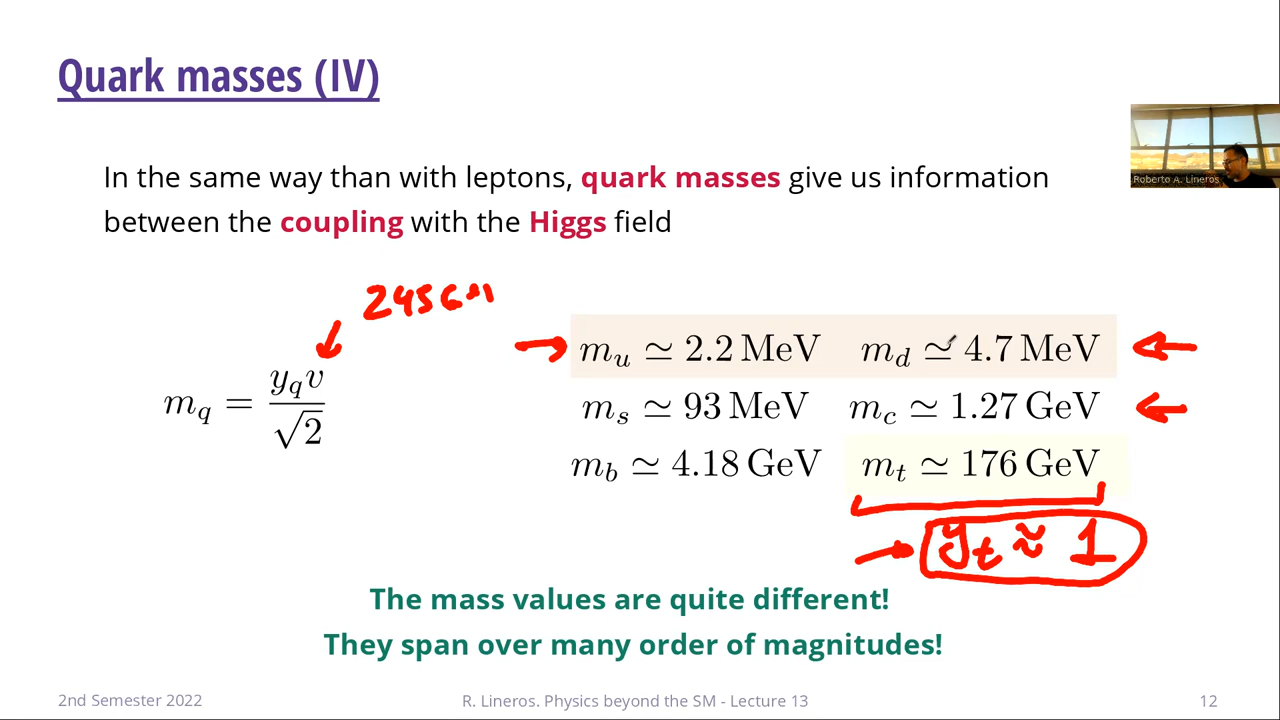 Quark masses (IV)
In the same way than with leptons, quark masses give us information
between the coupling with the Higgs field
Roberto A. Lineros
245 GeV
m_q = y_q v / √2
m_u ≃ 2.2 MeV m_d ≃ 4.7 MeV
m_s ≃ 93 MeV m_c ≃ 1.27 GeV
m_b ≃ 4.18 GeV m_t ≃ 176 GeV
y_t ≈ 1
The mass values are quite different!
They span over many order of magnitudes!
2nd Semester 2022 R. Lineros. Physics beyond the SM - Lecture 13 12